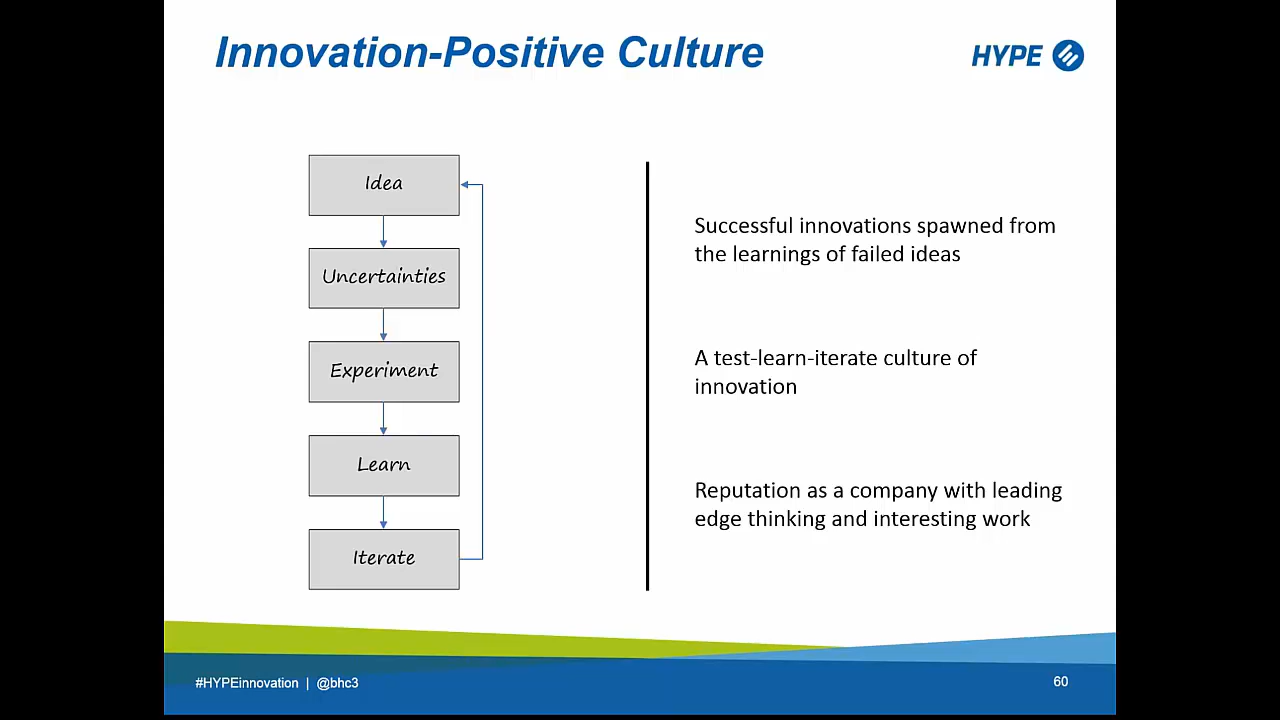 Innovation-Positive Culture
HYPE
Idea
Uncertainties
Experiment
Learn
Iterate
Successful innovations spawned from
the learnings of failed ideas
A test-learn-iterate culture of
innovation
Reputation as a company with leading
edge thinking and interesting work
#HYPEinnovation | @bhc3
60